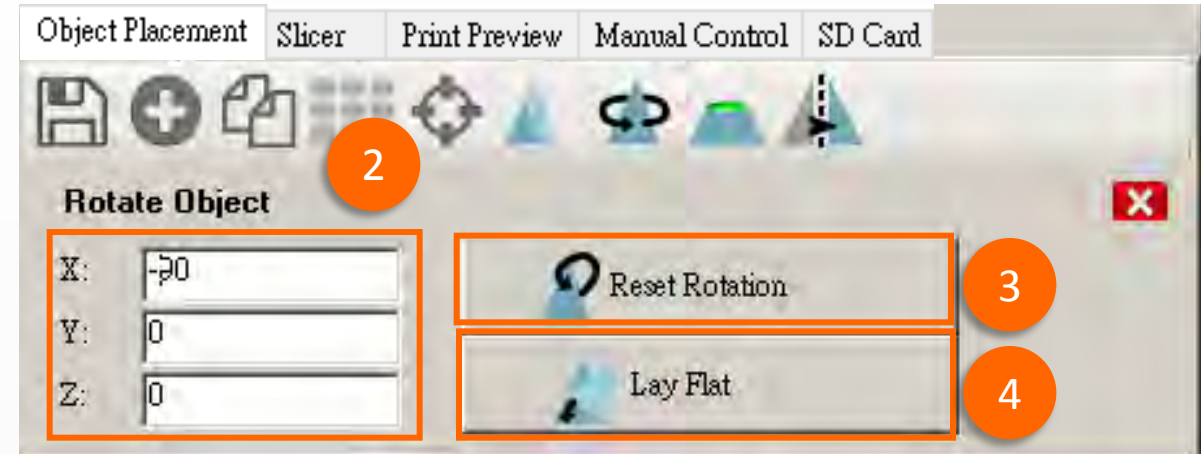 Object Placement Slicer Print Preview Manual Control SD Card
2
Rotate Object
X: -90
Reset Rotation
3
Y: 0
Z: 0
Lay Flat
4